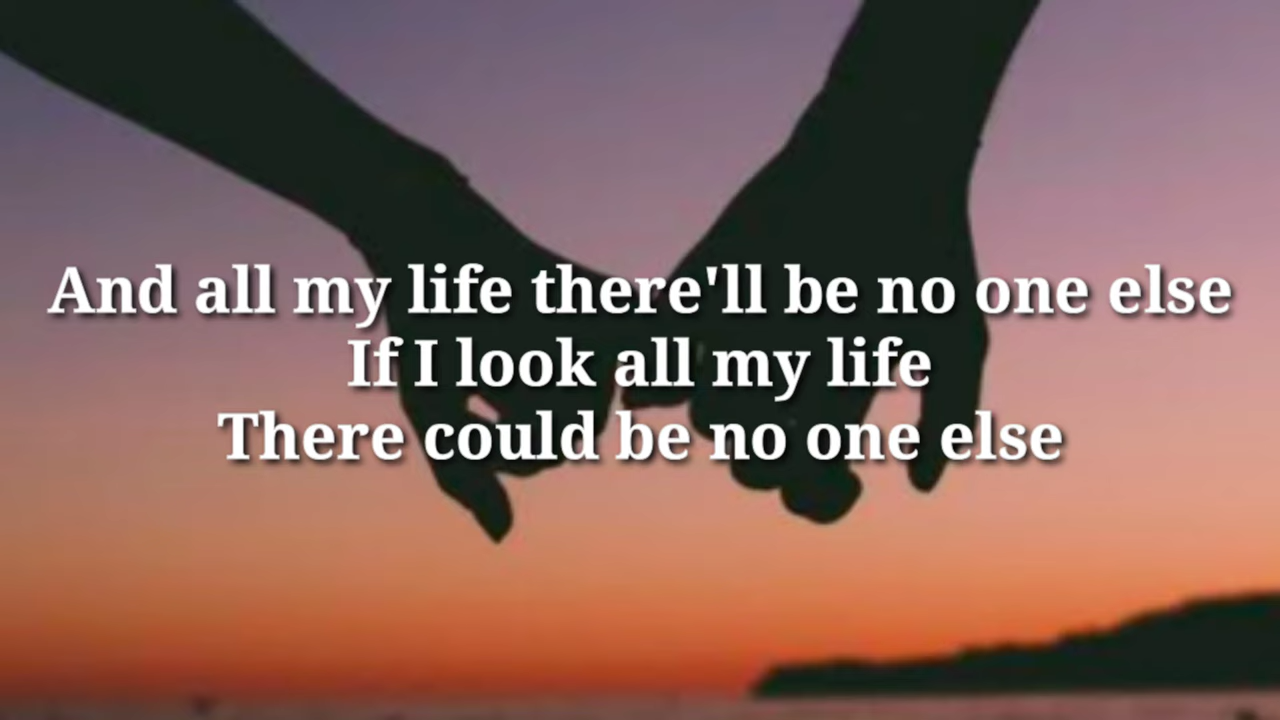 And all my life there'll be no one else
If I look all my life
There could be no one else